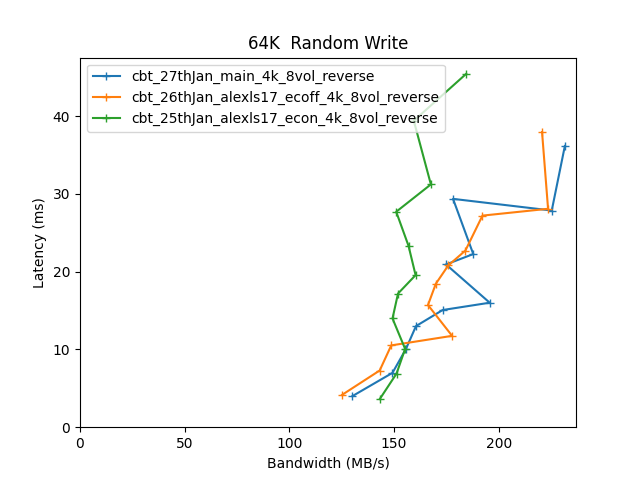 64K  Random Write
cbt_27thJan_main_4k_8vol_reverse
cbt_26thJan_alexls17_ecoff_4k_8vol_reverse
cbt_25thJan_alexls17_econ_4k_8vol_reverse
Latency (ms)
40
30
20
10
0
0 50 100 150 200
Bandwidth (MB/s)